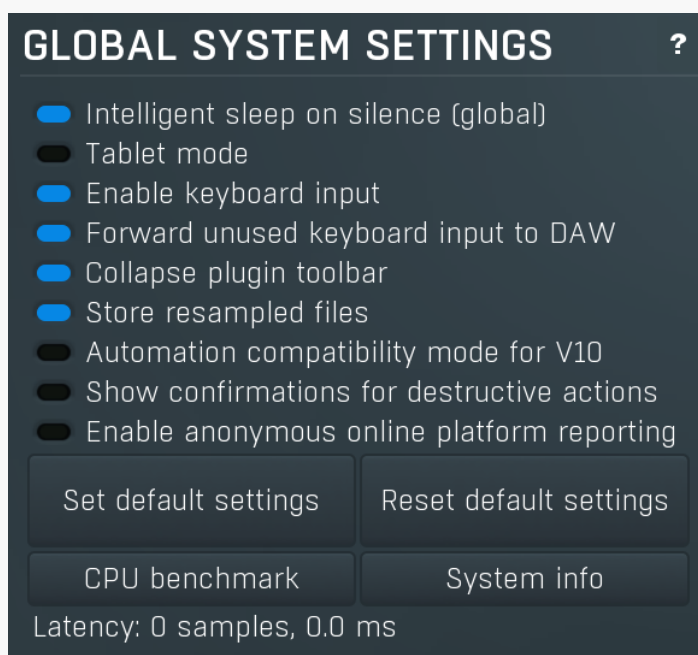 GLOBAL SYSTEM SETTINGS ?
Intelligent sleep on silence (global)
Tablet mode
Enable keyboard input
Forward unused keyboard input to DAW
Collapse plugin toolbar
Store resampled files
Automation compatibility mode for V10
Show confirmations for destructive actions
Enable anonymous online platform reporting
Set default settings
Reset default settings
CPU benchmark
System info
Latency: 0 samples, 0.0 ms